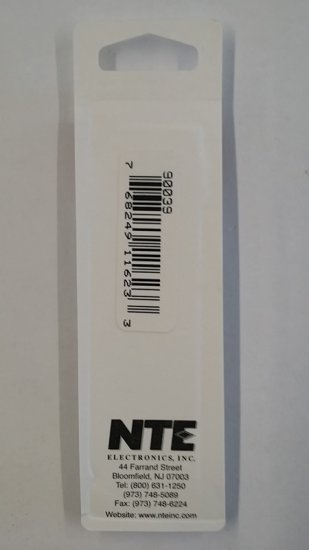 90039
7 68249 11623 3
NTE
ELECTRONICS, INC.
44 Farrand Street
Bloomfield, NJ 07003
Tel: (800) 631-1250
(973) 748-5089
Fax: (973) 748-6224
Website: www.nteinc.com